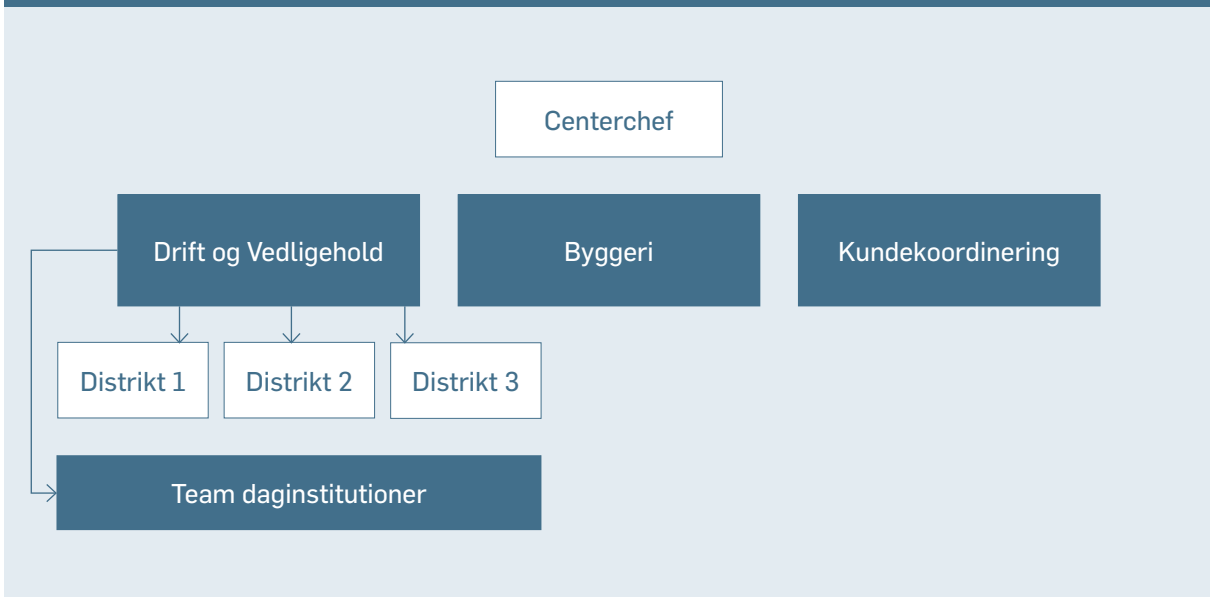 Centerchef
Drift og Vedligehold
Byggeri
Kundekoordinering
Distrikt 1
Distrikt 2
Distrikt 3
Team daginstitutioner